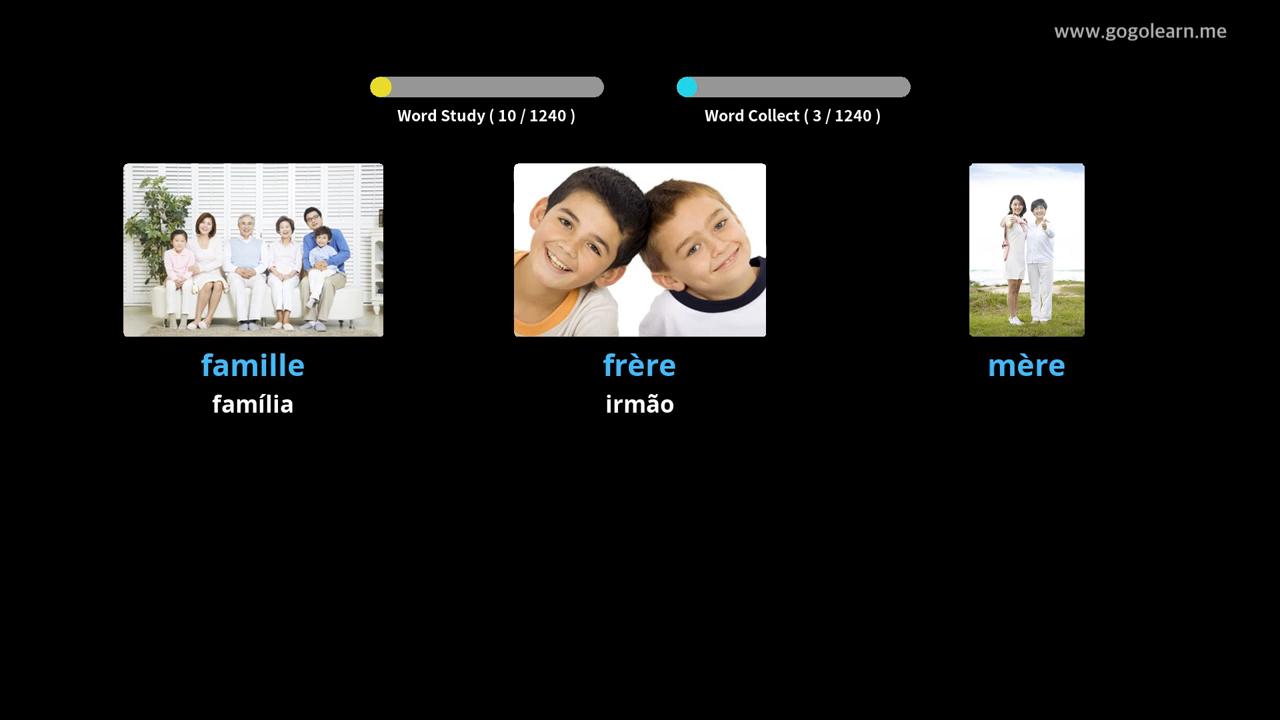 www.gogolearn.me
Word Study ( 10 / 1240 )
Word Collect ( 3 / 1240 )
famille
família
frère
irmão
mère